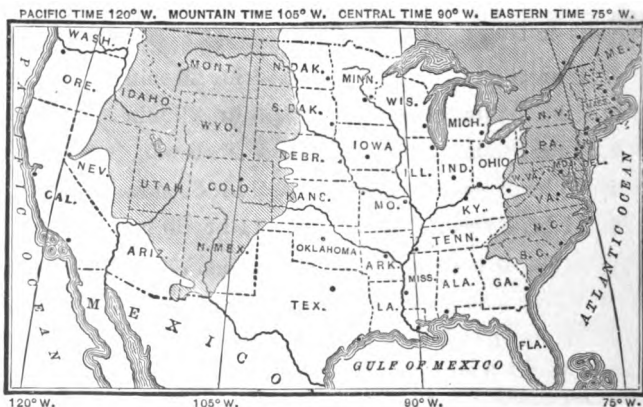 PACIFIC TIME 120° W. MOUNTAIN TIME 105° W. CENTRAL TIME 90° W. EASTERN TIME 75° W.
WASH.
ORE.
IDAHO
MONT.
N. DAK.
MINN.
WIS.
MICH.
N.Y.
ME.
N.H.
S. DAK.
WYO.
NEBR.
IOWA
ILL.
IND.
OHIO
PA.
NEV.
UTAH
COLO.
KANC.
MO.
KY.
W. VA.
VA.
MD.
DEL.
CAL.
ARIZ.
N. MEX.
OKLAHOMA
ARK.
TENN.
N.C.
S.C.
TEX.
LA.
MISS.
ALA.
GA.
FLA.
PACIFIC OCEAN
MEXICO
GULF OF MEXICO
ATLANTIC OCEAN
120° W. 105° W. 90° W. 75° W.